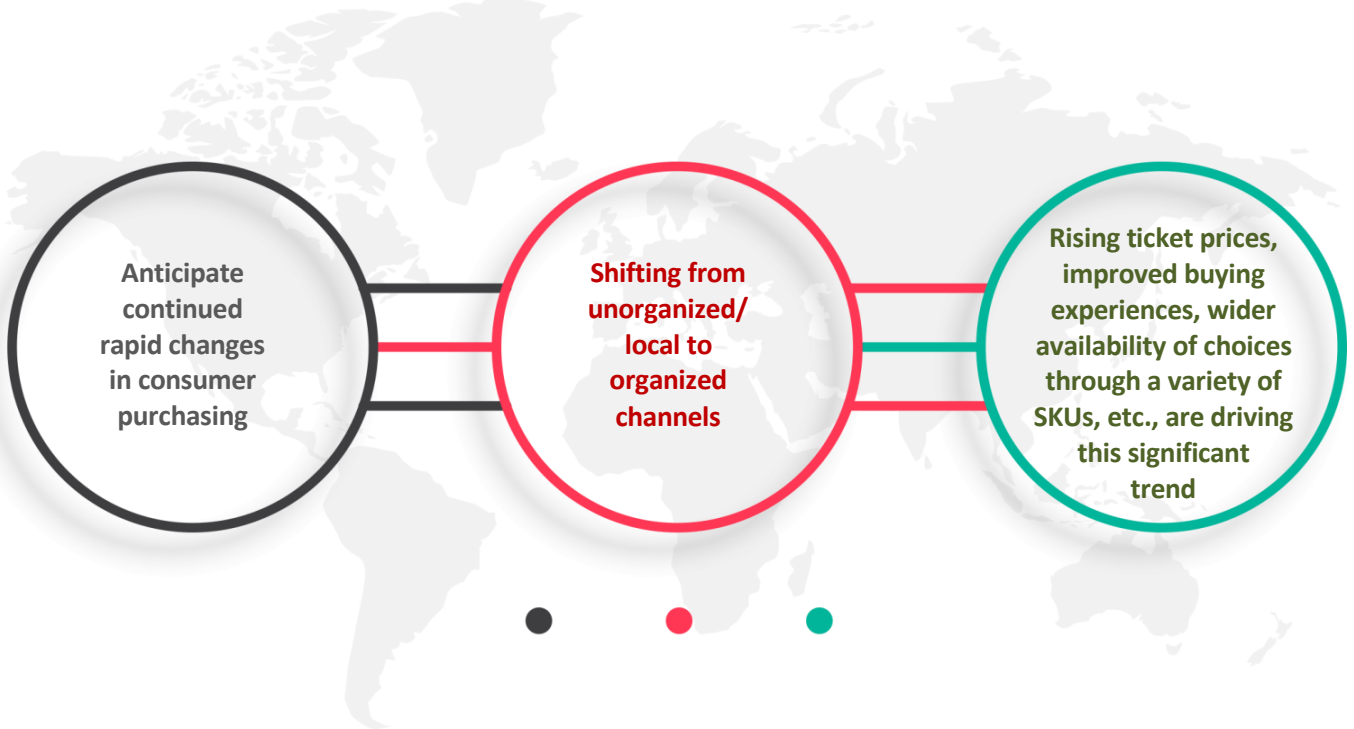 Anticipate
continued
rapid changes
in consumer
purchasing
Shifting from
unorganized/
local to
organized
channels
Rising ticket prices,
improved buying
experiences, wider
availability of choices
through a variety of
SKUs, etc., are driving
this significant
trend